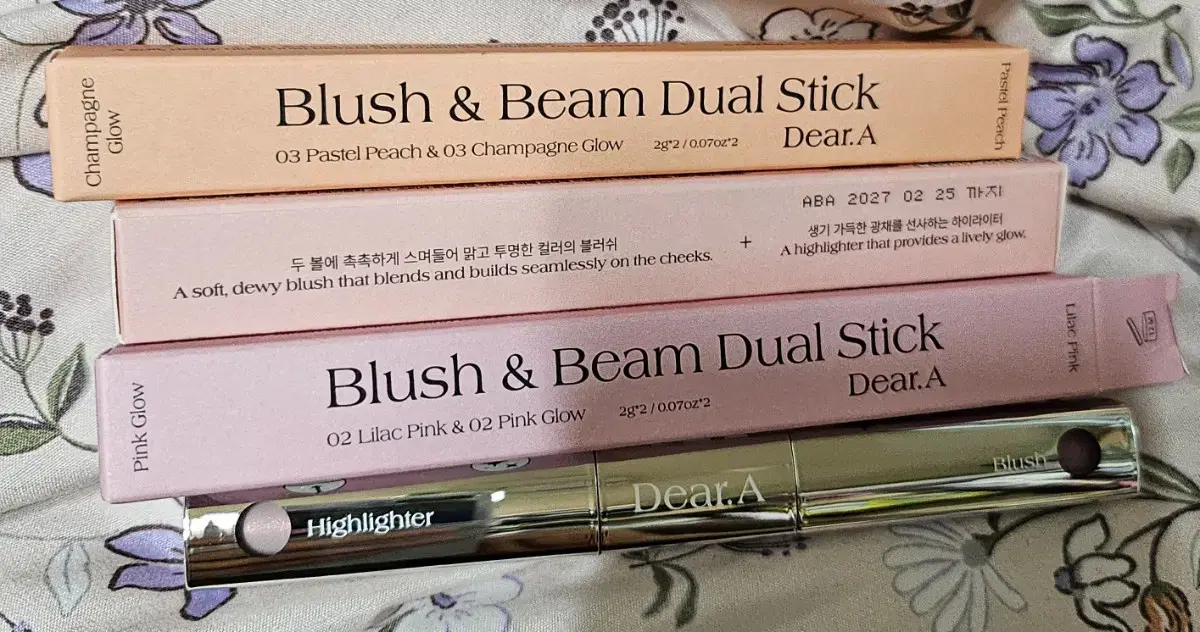 Champagne
Glow
Blush & Beam Dual Stick
03 Pastel Peach & 03 Champagne Glow 2g*2 / 0.07oz*2
Dear.A
Pastel Peach
ABA 2027 02 25 까지
두 볼에 촉촉하게 스며들어 맑고 투명한 컬러의 블러쉬
A soft, dewy blush that blends and builds seamlessly on the cheeks.
+
생기 가득한 광채를 선사하는 하이라이터
A highlighter that provides a lively glow.
Pink Glow
Blush & Beam Dual Stick
02 Lilac Pink & 02 Pink Glow 2g*2 / 0.07oz*2
Dear.A
Lilac Pink
Highlighter
Dear.A
Blush